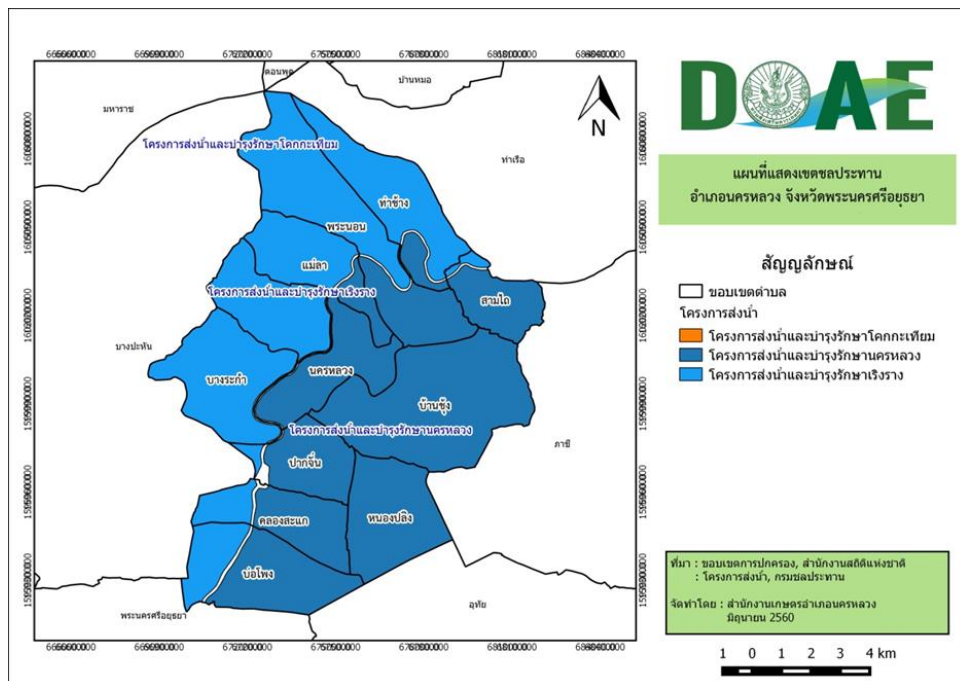 DOAE
แผนที่แสดงเขตชลประทาน
อำเภอนครหลวง จังหวัดพระนครศรีอยุธยา
สัญญลักษณ์
ขอบเขตตำบล
โครงการส่งน้ำ
โครงการส่งน้ำและบำรุงรักษาโคกกะเทียม
โครงการส่งน้ำและบำรุงรักษานครหลวง
โครงการส่งน้ำและบำรุงรักษาเริงราง
ที่มา : ขอบเขตการปกครอง, สำนักงานสถิติแห่งชาติ
: โครงการส่งน้ำ, กรมชลประทาน
จัดทำโดย : สำนักงานเกษตรอำเภอนครหลวง
มิถุนายน 2560
1 0 1 2 3 4 km
N
ดอนพุด
บ้านหมอ
มหาราช
โครงการส่งน้ำและบำรุงรักษาโคกกะเทียม
ท่าเรือ
ท่าช้าง
พระนอน
แม่ลา
โครงการส่งน้ำและบำรุงรักษาเริงราง
สามไถ
บางปะหัน
นครหลวง
บางระกำ
บ้านชุ้ง
โครงการส่งน้ำและบำรุงรักษานครหลวง
ภาชี
ปากจั่น
คลองสะแก
หนองปลิง
บ่อโพง
อุทัย
พระนครศรีอยุธยา